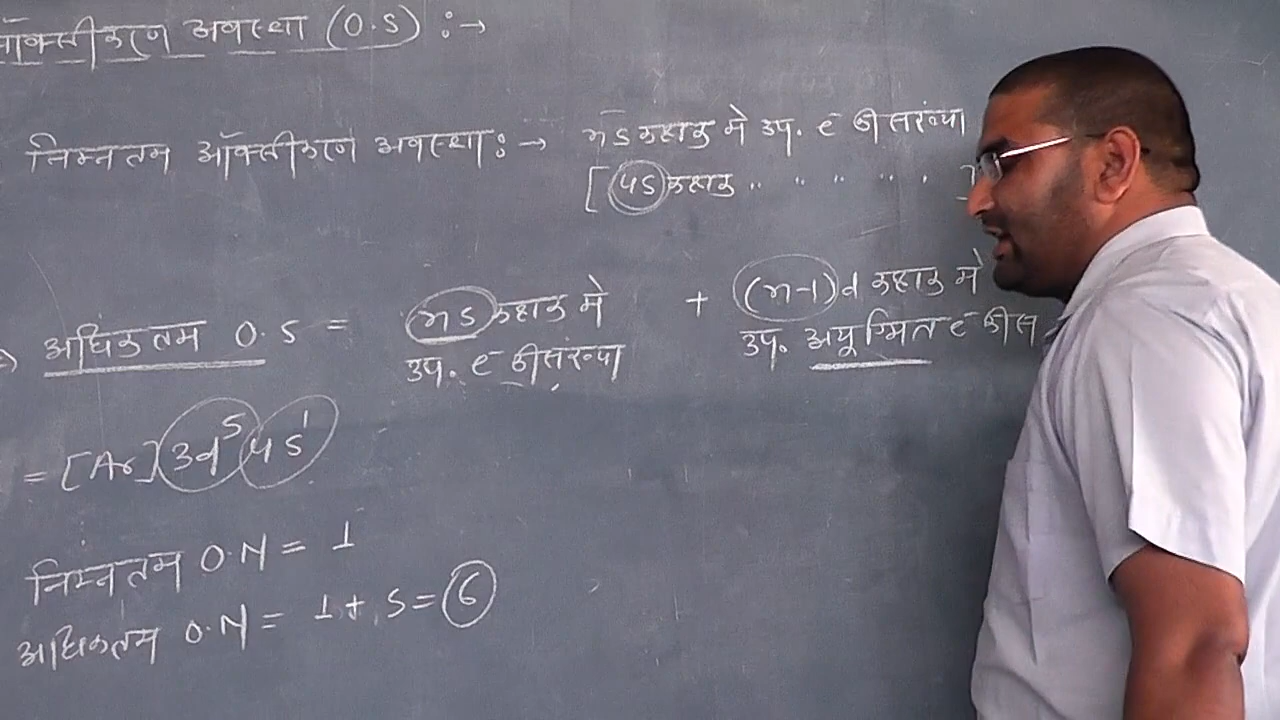 ऑक्सीकरण अवस्था (O.S) :→
निम्नतम ऑक्सीकरण अवस्था :→ ns कक्षक मे उप. e⁻ की संख्या
[4s कक्षक " " " " " ]
अधिकतम O.S = ns कक्षक मे + (n-1)d कक्षक मे
उप. e⁻ की संख्या उप. अयुग्मित e⁻ की सं
= [Ar] 3d⁵ 4s¹
निम्नतम O.N = 1
अधिकतम O.N = 1 + 5 = 6